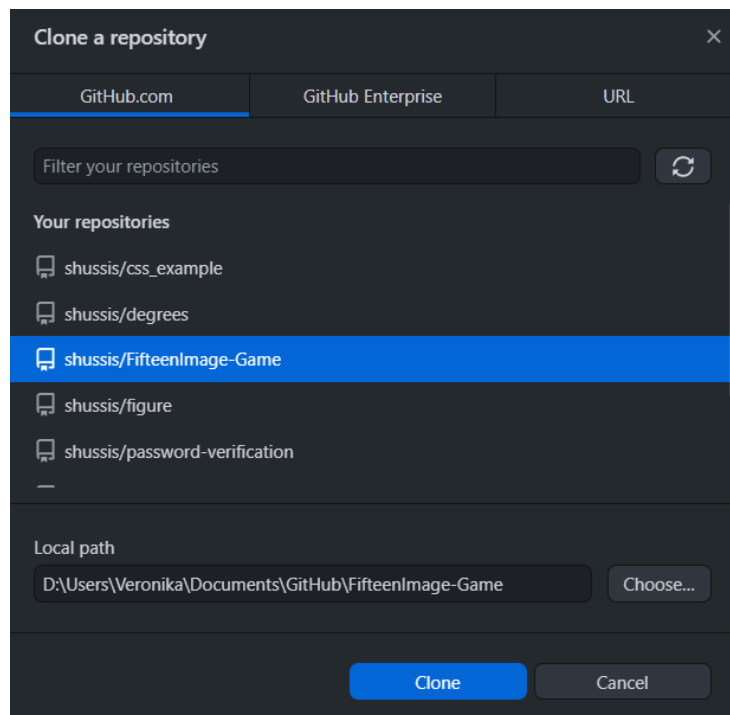 Clone a repository
GitHub.com GitHub Enterprise URL
Filter your repositories
Your repositories
shussis/css_example
shussis/degrees
shussis/FifteenImage-Game
shussis/figure
shussis/password-verification
Local path
D:\Users\Veronika\Documents\GitHub\FifteenImage-Game Choose...
Clone Cancel